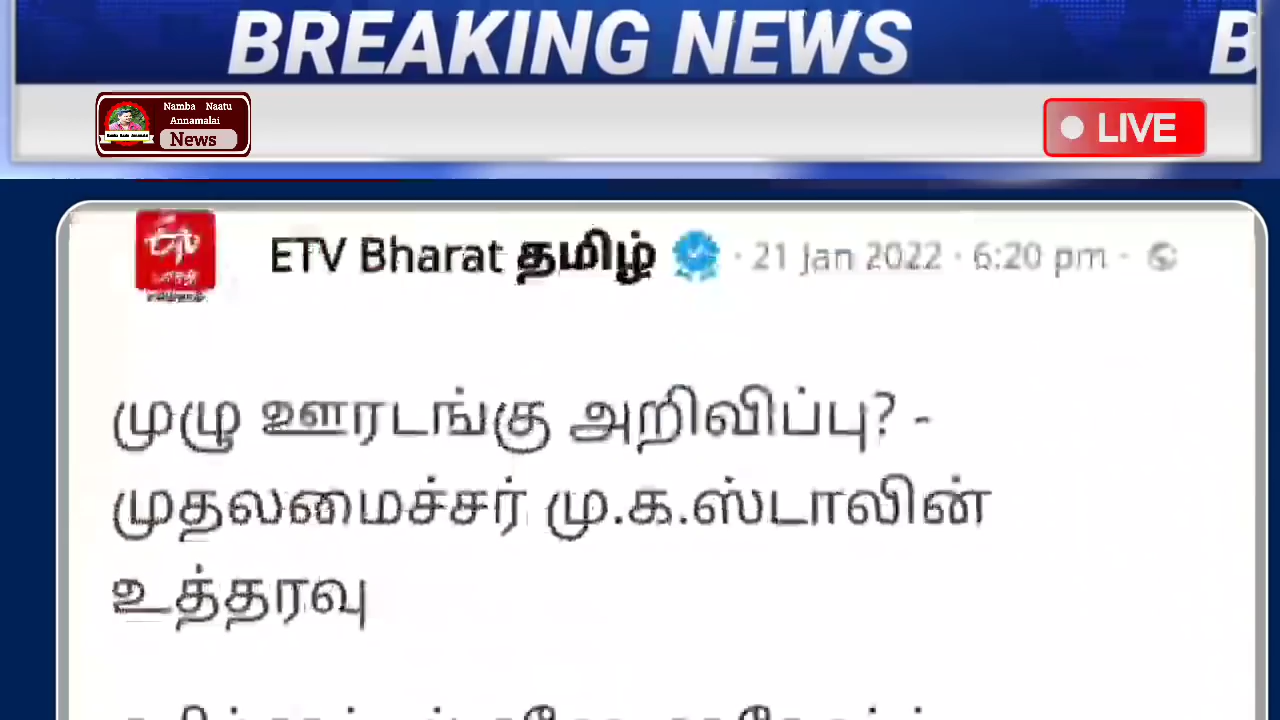 BREAKING NEWS
B
Namba Naatu
Annamalai
News
LIVE
ETV Bharat தமிழ் · 21 Jan 2022 · 6:20 pm ·
முழு ஊரடங்கு அறிவிப்பு? -
முதலமைச்சர் மு.க.ஸ்டாலின்
உத்தரவு